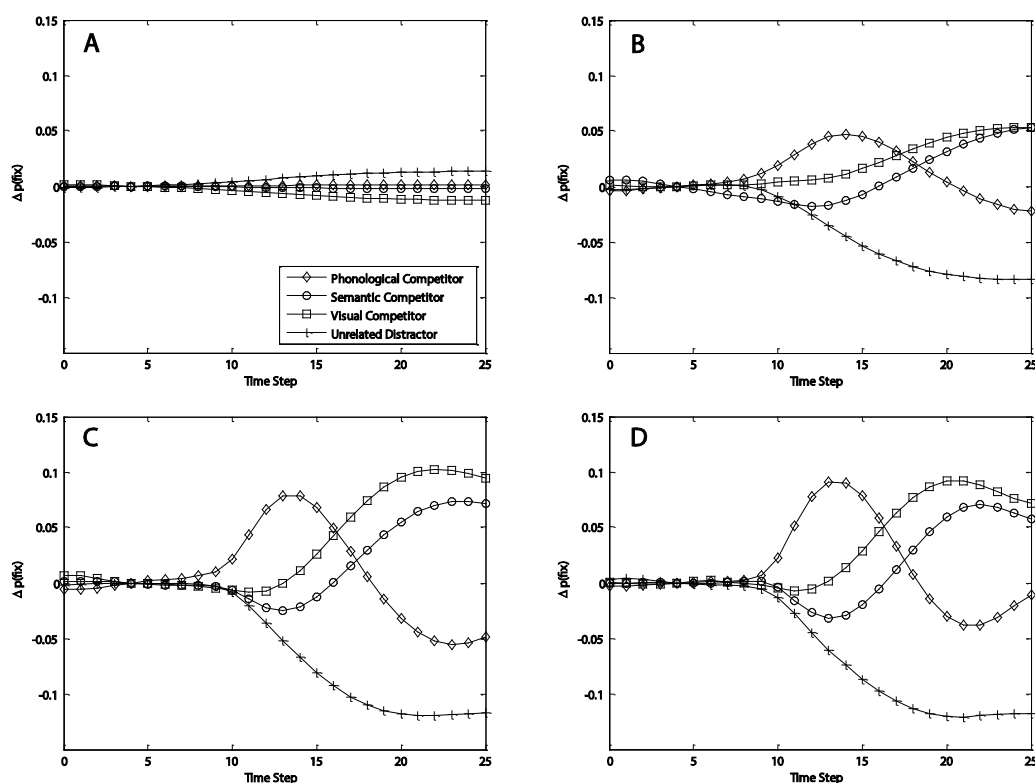 A
0.15
0.1
0.05
0
-0.05
-0.1
Δ p(fix)
Phonological Competitor
Semantic Competitor
Visual Competitor
Unrelated Distractor
0 5 10 15 20 25
Time Step
B
0.15
0.1
0.05
0
-0.05
-0.1
Δ p(fix)
0 5 10 15 20 25
Time Step
C
0.15
0.1
0.05
0
-0.05
-0.1
Δ p(fix)
0 5 10 15 20 25
Time Step
D
0.15
0.1
0.05
0
-0.05
-0.1
Δ p(fix)
0 5 10 15 20 25
Time Step